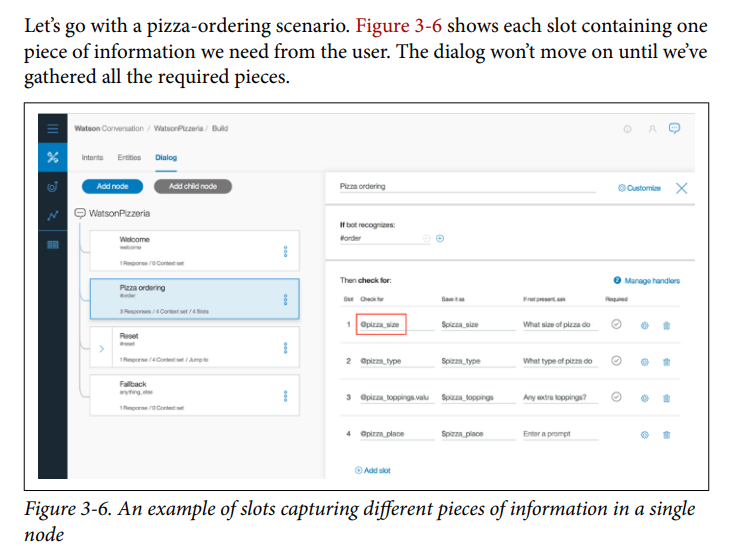 Let's go with a pizza-ordering scenario. Figure 3-6 shows each slot containing one
piece of information we need from the user. The dialog won't move on until we've
gathered all the required pieces.
Watson Conversation / WatsonPizzeria / Build
Intents Entities Dialog
Add node Add child node
WatsonPizzeria
Welcome
welcome
1 Response / 0 Context set
Pizza ordering
#order
3 Responses / 4 Context set / 4 Slots
Reset
#reset
1 Response / 4 Context set / Jump to
Fallback
anything_else
1 Response / 0 Context set
Pizza ordering Customize
If bot recognizes:
#order
Then check for: 2 Manage handlers
Slot Check for Save it as If not present, ask Required
1 @pizza_size $pizza_size What size of pizza do
2 @pizza_type $pizza_type What type of pizza do
3 @pizza_toppings.valu $pizza_toppings Any extra toppings?
4 @pizza_place $pizza_place Enter a prompt
Add slot
Figure 3-6. An example of slots capturing different pieces of information in a single
node